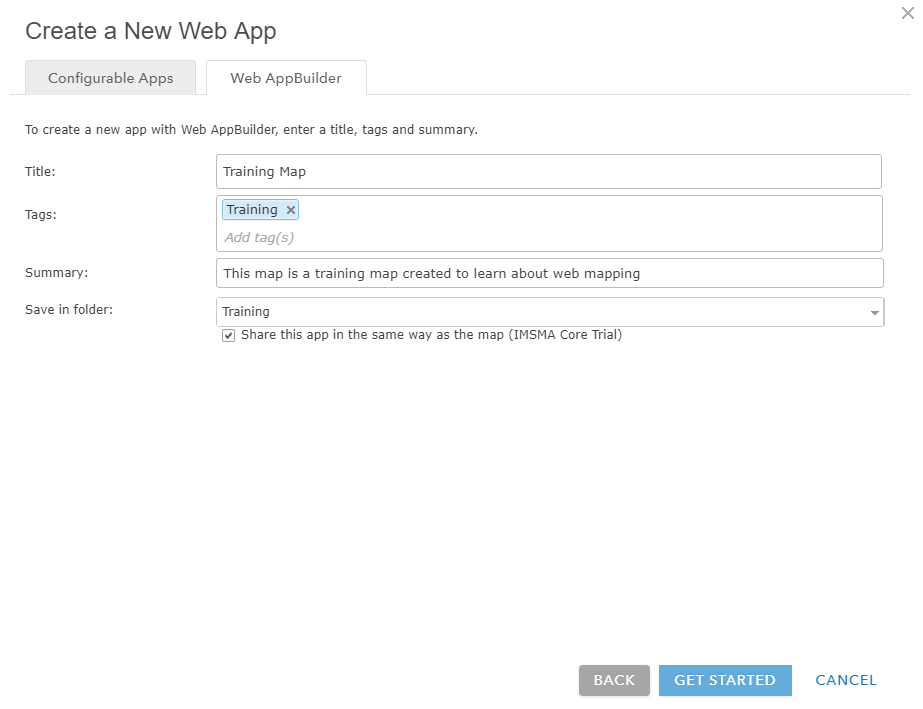 Create a New Web App
Configurable Apps
Web AppBuilder
To create a new app with Web AppBuilder, enter a title, tags and summary.
Title:
Training Map
Tags:
Training
Add tag(s)
Summary:
This map is a training map created to learn about web mapping
Save in folder:
Training
Share this app in the same way as the map (IMSMA Core Trial)
BACK
GET STARTED
CANCEL